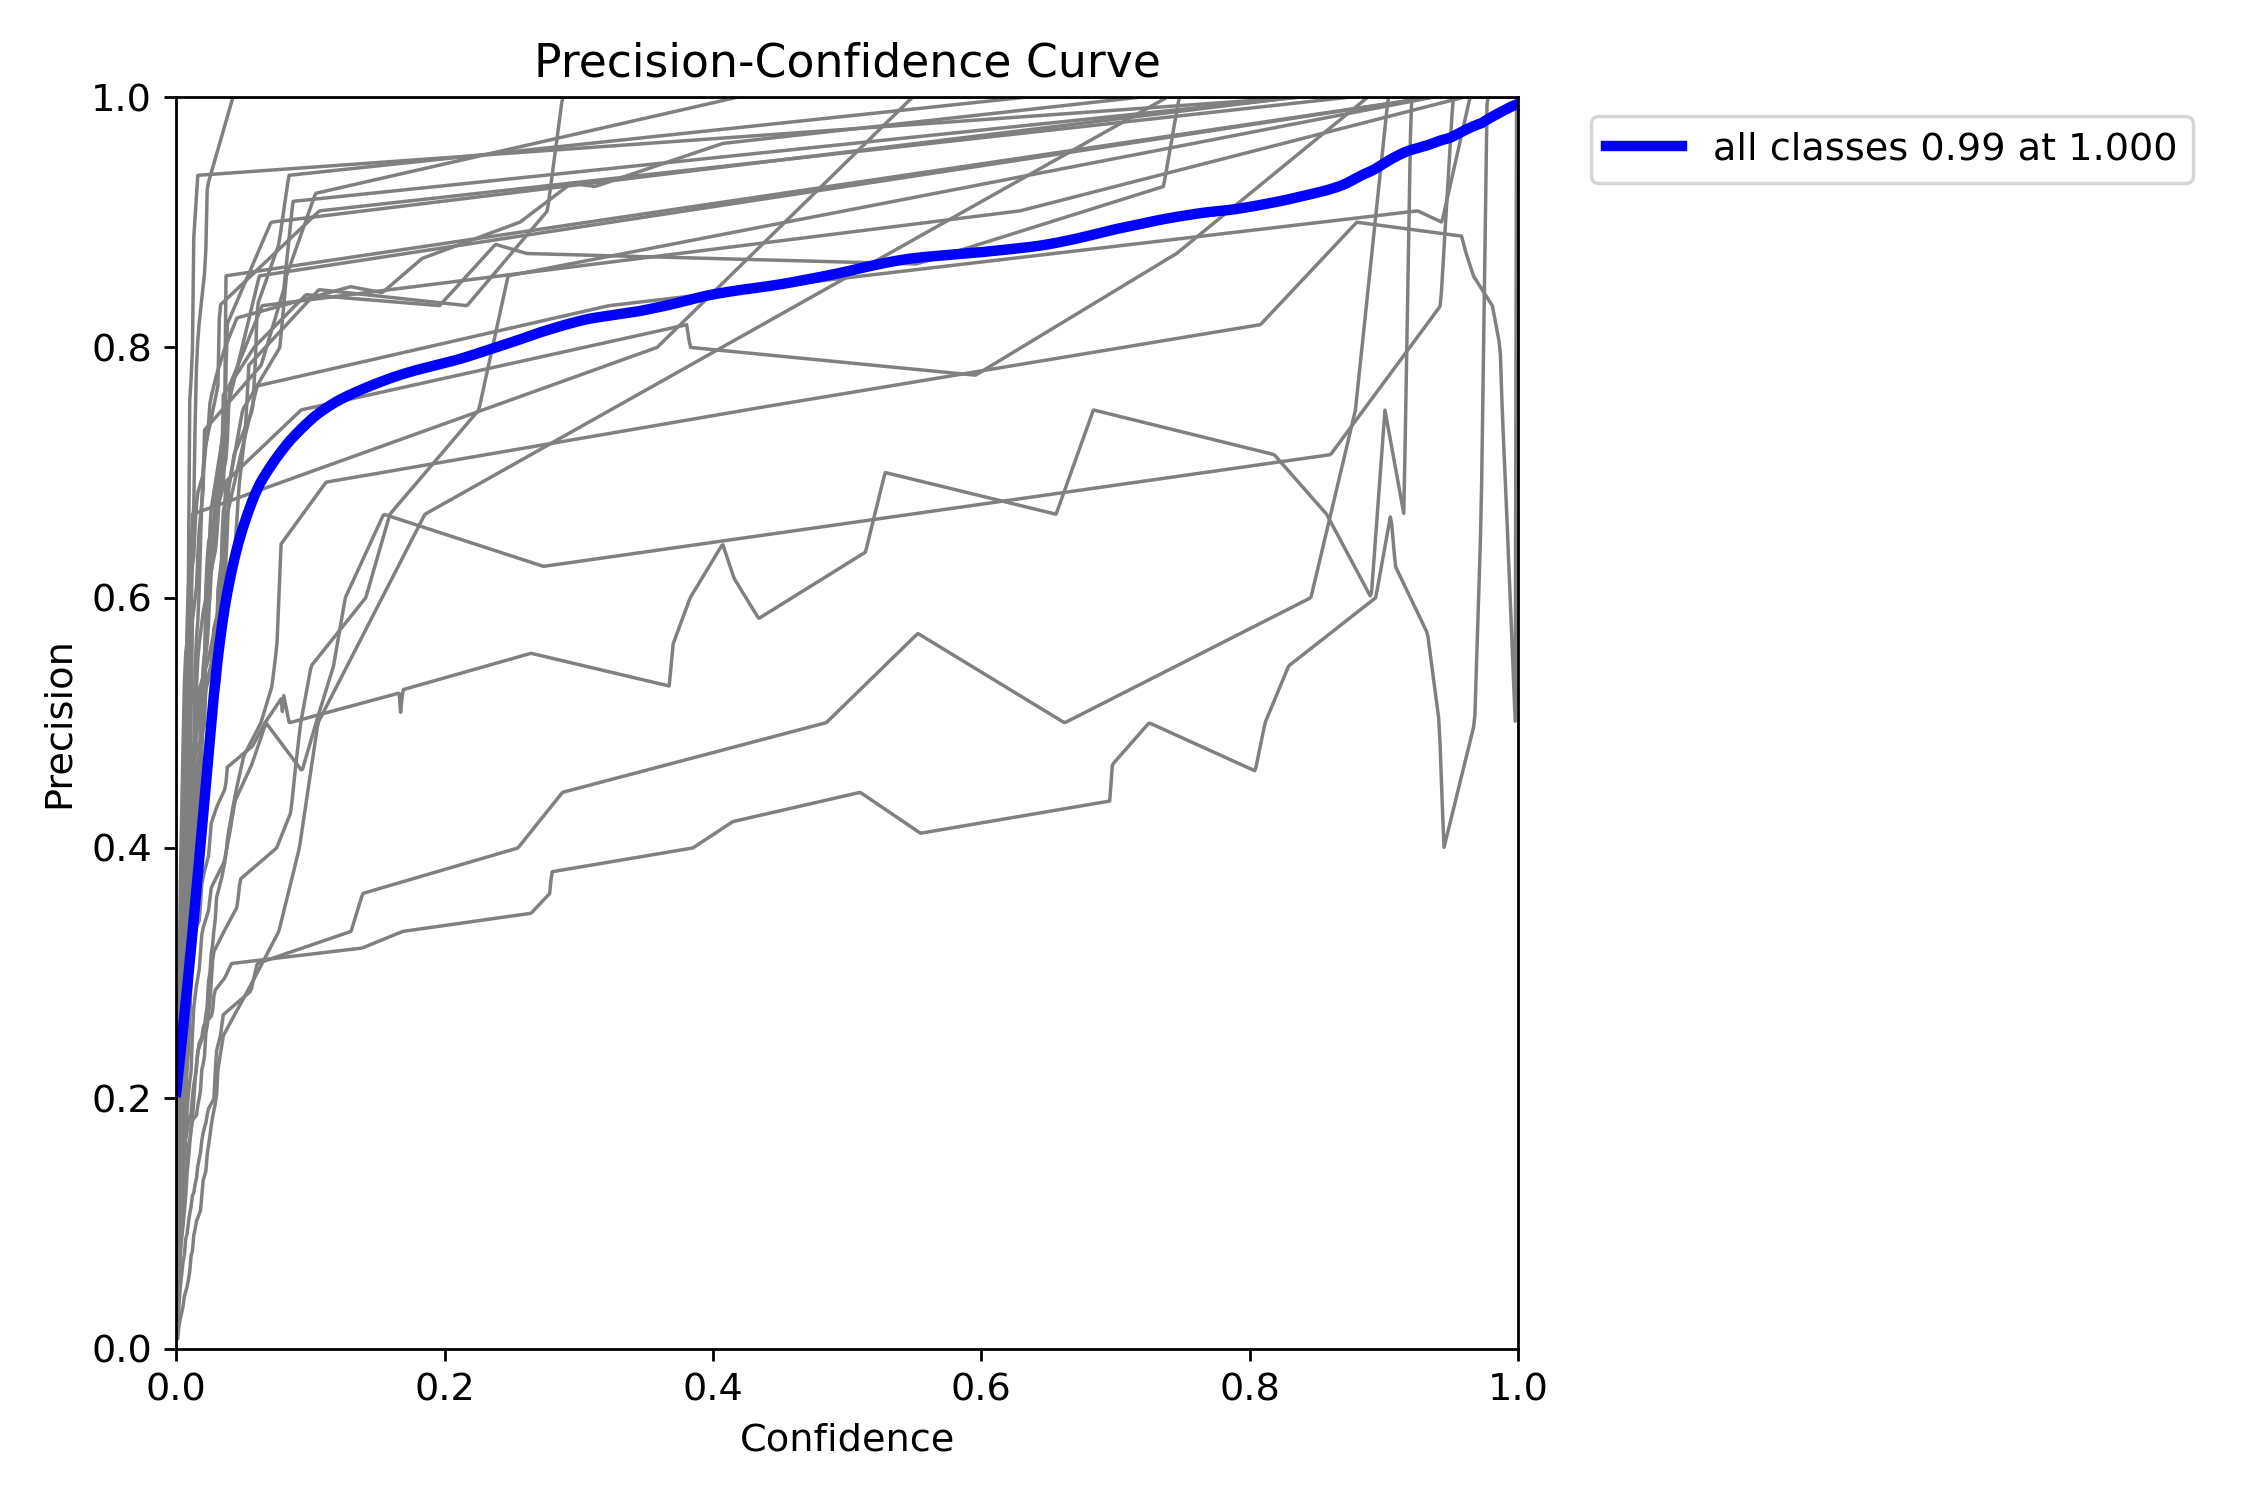 Precision-Confidence Curve
all classes 0.99 at 1.000
1.0
0.8
0.6
0.4
0.2
0.0
Precision
0.0 0.2 0.4 0.6 0.8 1.0
Confidence